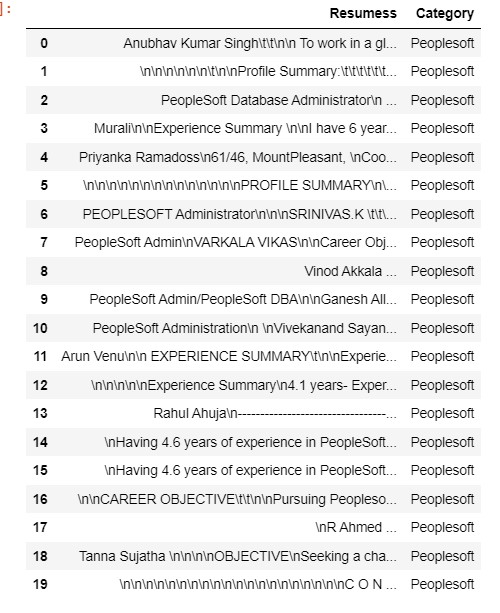 ]:
Resumess Category
0 Anubhav Kumar Singh\t\t\n\n To work in a gl... Peoplesoft
1 \n\n\n\n\n\n\t\n\nProfile Summary:\t\t\t\t\t... Peoplesoft
2 PeopleSoft Database Administrator\n ... Peoplesoft
3 Murali\n\nExperience Summary \n\nI have 6 year... Peoplesoft
4 Priyanka Ramadoss\n61/46, MountPleasant, \nCoo... Peoplesoft
5 \n\n\n\n\n\n\n\n\n\n\n\n\nPROFILE SUMMARY\n\... Peoplesoft
6 PEOPLESOFT Administrator\n\n\nSRINIVAS.K \t\t\... Peoplesoft
7 PeopleSoft Admin\nVARKALA VIKAS\n\nCareer Obj... Peoplesoft
8 Vinod Akkala ... Peoplesoft
9 PeopleSoft Admin/PeopleSoft DBA\n\nGanesh All... Peoplesoft
10 PeopleSoft Administration\n \nVivekanand Sayan... Peoplesoft
11 Arun Venu\n\n EXPERIENCE SUMMARY\t\n\nExperie... Peoplesoft
12 \n\n\n\n\nExperience Summary\n4.1 years- Exper... Peoplesoft
13 Rahul Ahuja\n----------------------------------... Peoplesoft
14 \nHaving 4.6 years of experience in PeopleSoft... Peoplesoft
15 \nHaving 4.6 years of experience in PeopleSoft... Peoplesoft
16 \n\nCAREER OBJECTIVE\t\t\n\nPursuing Peopleso... Peoplesoft
17 \nR Ahmed ... Peoplesoft
18 Tanna Sujatha \n\n\n\nOBJECTIVE\nSeeking a cha... Peoplesoft
19 \n\n\n\n\n\n\n\n\n\n\n\n\n\n\n\n\n\n\nC O N ... Peoplesoft